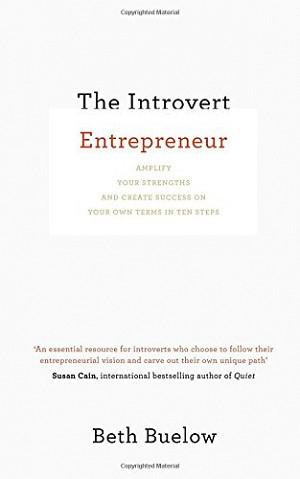 The Introvert
Entrepreneur
AMPLIFY
YOUR STRENGTHS
AND CREATE SUCCESS ON
YOUR OWN TERMS IN TEN STEPS
'An essential resource for introverts who choose to follow their
entrepreneurial vision and carve out their own unique path'
Susan Cain, international bestselling author of Quiet
Beth Buelow